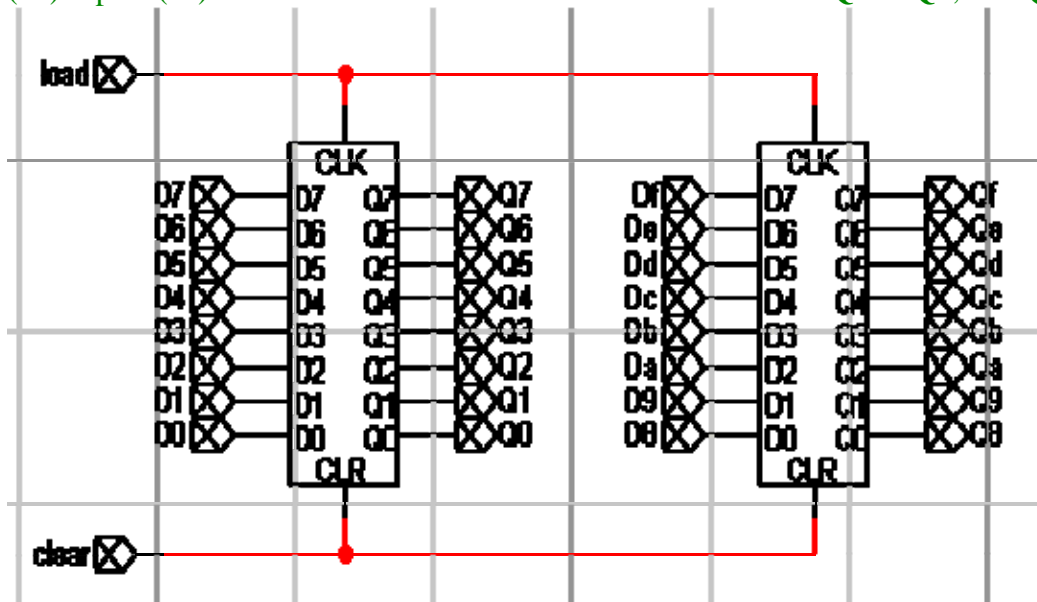 load
CLK CLK
D7 D7 Q7 Q7 Df D7 Q7 Qf
D6 D6 Q6 Q6 De D6 Q6 Qe
D5 D5 Q5 Q5 Dd D5 Q5 Qd
D4 D4 Q4 Q4 Dc D4 Q4 Qc
D3 D3 Q3 Q3 Db D3 Q3 Qb
D2 D2 Q2 Q2 Da D2 Q2 Qa
D1 D1 Q1 Q1 D9 D1 Q1 Q9
D0 D0 Q0 Q0 D8 D0 Q0 Q8
CLR CLR
clear